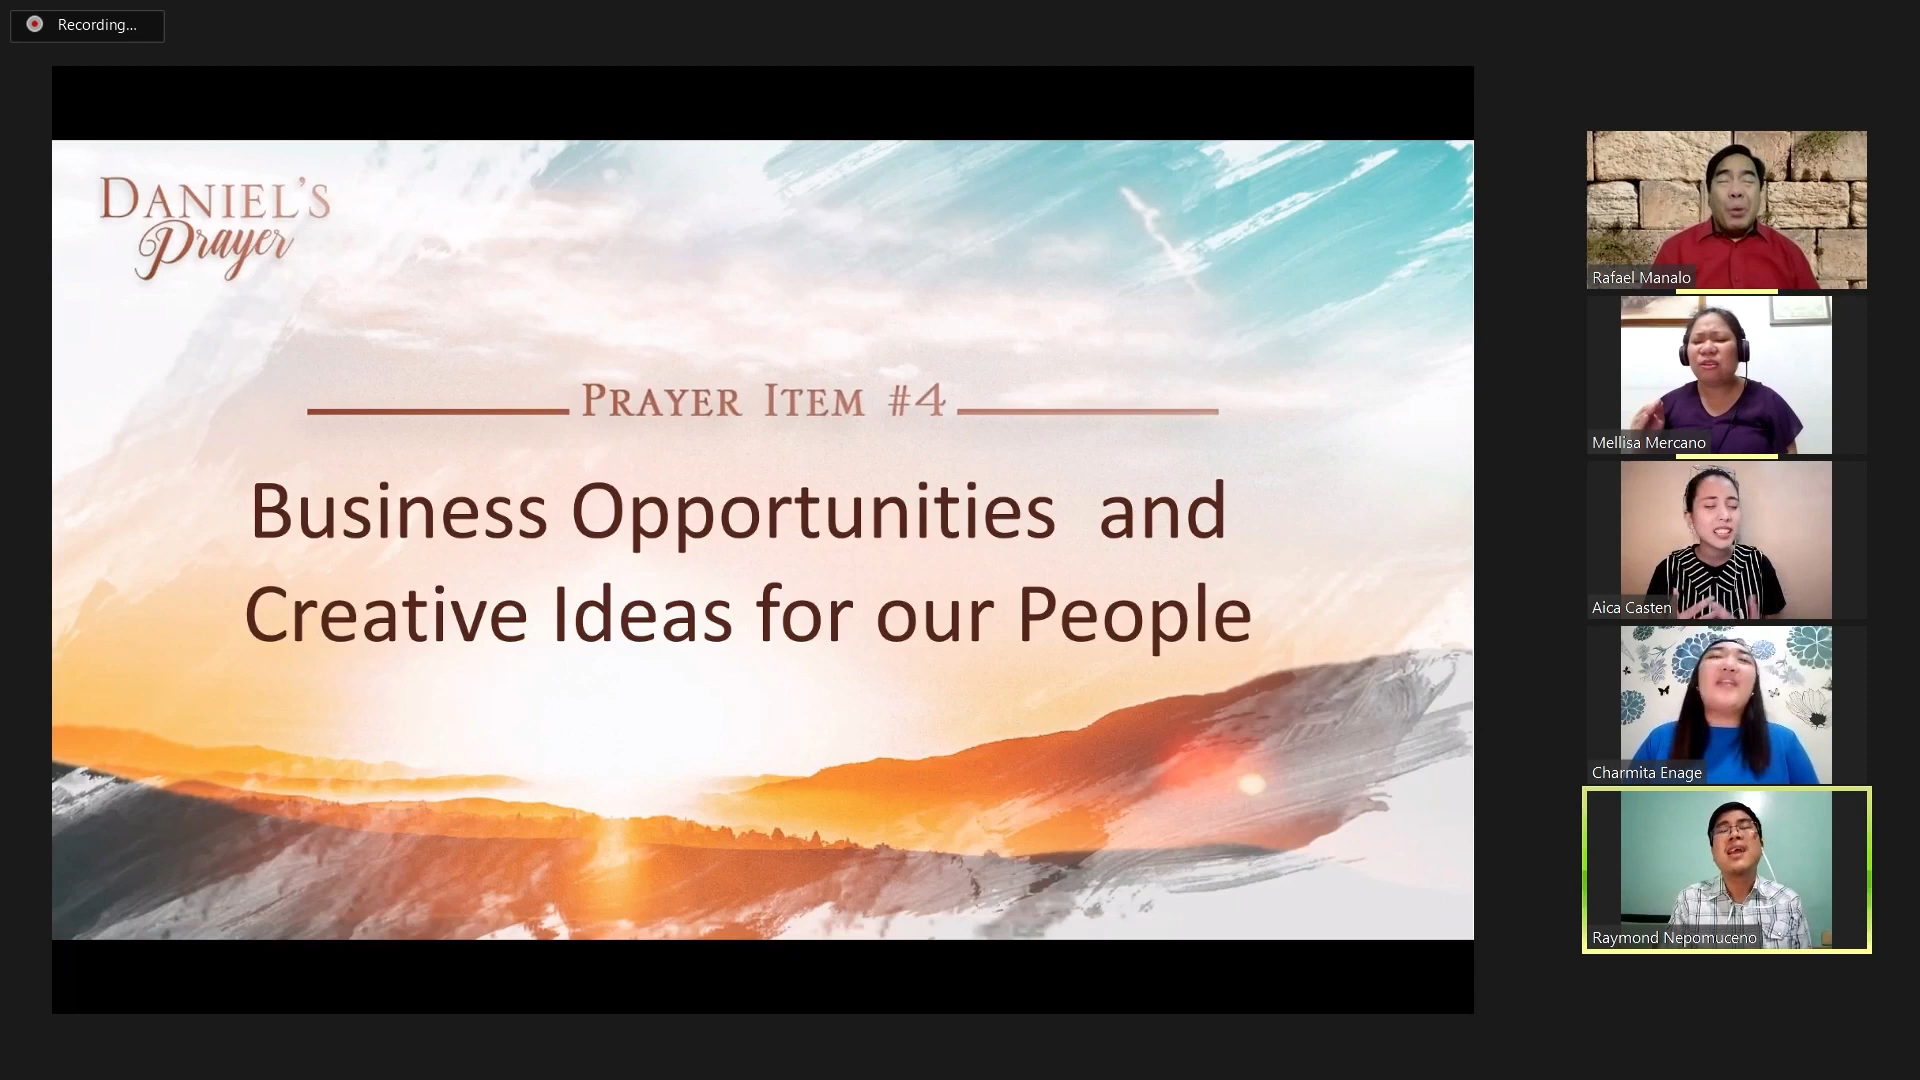 Recording...
DANIEL'S
Prayer
PRAYER ITEM #4
Business Opportunities  and
Creative Ideas for our People
Rafael Manalo
Mellisa Mercano
Aica Casten
Charmita Enage
Raymond Nepomuceno